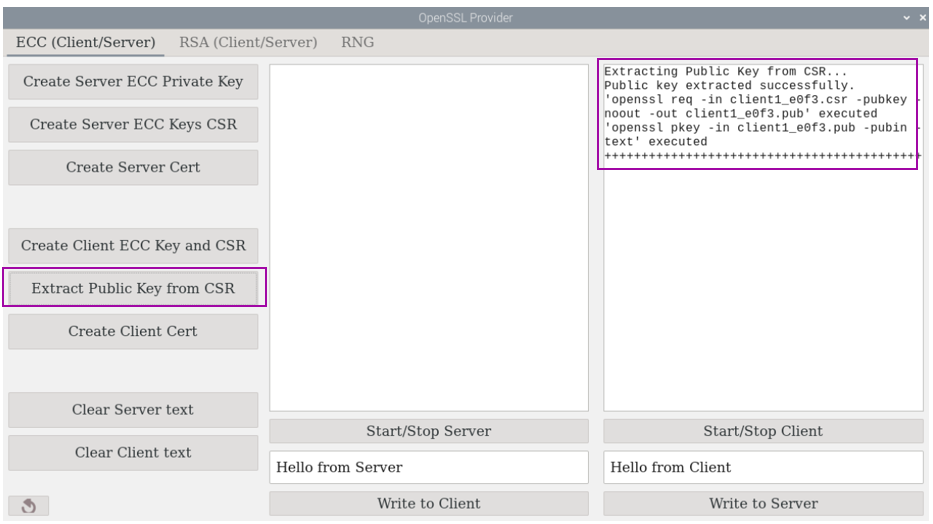 OpenSSL Provider
ECC (Client/Server) RSA (Client/Server) RNG
Create Server ECC Private Key
Create Server ECC Keys CSR
Create Server Cert
Create Client ECC Key and CSR
Extract Public Key from CSR
Create Client Cert
Clear Server text
Clear Client text
Start/Stop Server
Hello from Server
Write to Client
Extracting Public Key from CSR...
Public key extracted successfully.
'openssl req -in client1_e0f3.csr -pubkey -
noout -out client1_e0f3.pub' executed
'openssl pkey -in client1_e0f3.pub -pubin -
text' executed
+++++++++++++++++++++++++++++++++++++++++++
Start/Stop Client
Hello from Client
Write to Server